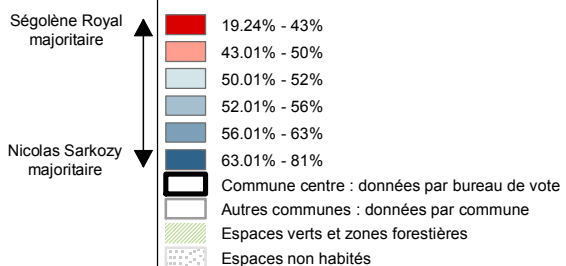 Ségolène Royal
majoritaire
19.24% - 43%
43.01% - 50%
50.01% - 52%
52.01% - 56%
56.01% - 63%
63.01% - 81%
Nicolas Sarkozy
majoritaire
Commune centre : données par bureau de vote
Autres communes : données par commune
Espaces verts et zones forestières
Espaces non habités